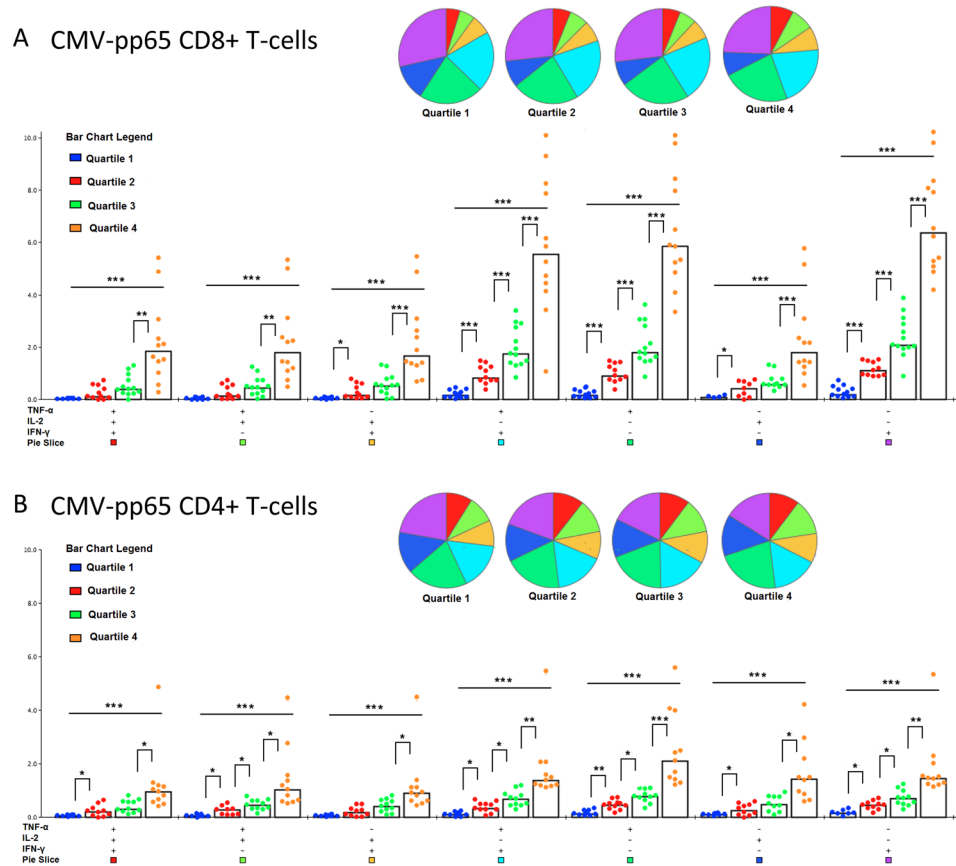 A CMV-pp65 CD8+ T-cells
Quartile 1 Quartile 2 Quartile 3 Quartile 4
Bar Chart Legend
Quartile 1
Quartile 2
Quartile 3
Quartile 4
10.0
8.0
6.0
4.0
2.0
0.0
*** ** ***
*** ** ***
* *** ***
*** *** *** ***
*** *** *** ***
* *** ***
*** *** *** ***
TNF-α + + - + + - -
IL-2 + + + - - + -
IFN-γ + - + + - - +
Pie Slice
B CMV-pp65 CD4+ T-cells
Quartile 1 Quartile 2 Quartile 3 Quartile 4
Bar Chart Legend
Quartile 1
Quartile 2
Quartile 3
Quartile 4
10.0
8.0
6.0
4.0
2.0
0.0
* * ***
* * * ***
* ***
* * ** ***
** * *** ***
* * ***
* * ** ***
TNF-α + + - + + - -
IL-2 + + + - - + -
IFN-γ + - + + - - +
Pie Slice